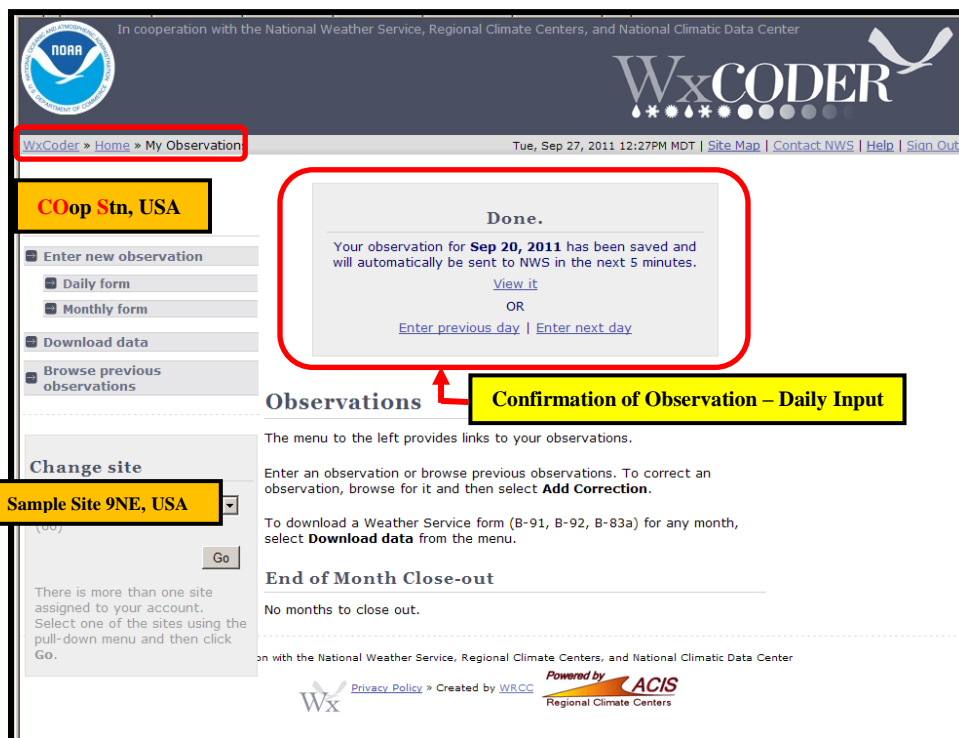 In cooperation with the National Weather Service, Regional Climate Centers, and National Climatic Data Center
NOAA
NATIONAL OCEANIC AND ATMOSPHERIC ADMINISTRATION
U.S. DEPARTMENT OF COMMERCE
WxCODER
WxCoder » Home » My Observations
Tue, Sep 27, 2011 12:27PM MDT | Site Map | Contact NWS | Help | Sign Out
COop Stn, USA
Enter new observation
Daily form
Monthly form
Download data
Browse previous
observations
Change site
Sample Site 9NE, USA
Go
There is more than one site
assigned to your account.
Select one of the sites using the
pull-down menu and then click
Go.
Done.
Your observation for Sep 20, 2011 has been saved and
will automatically be sent to NWS in the next 5 minutes.
View it
OR
Enter previous day | Enter next day
Confirmation of Observation – Daily Input
Observations
The menu to the left provides links to your observations.
Enter an observation or browse previous observations. To correct an
observation, browse for it and then select Add Correction.
To download a Weather Service form (B-91, B-92, B-83a) for any month,
select Download data from the menu.
End of Month Close-out
No months to close out.
on with the National Weather Service, Regional Climate Centers, and National Climatic Data Center
Wx
Privacy Policy » Created by WRCC
Powered by
ACIS
Regional Climate Centers